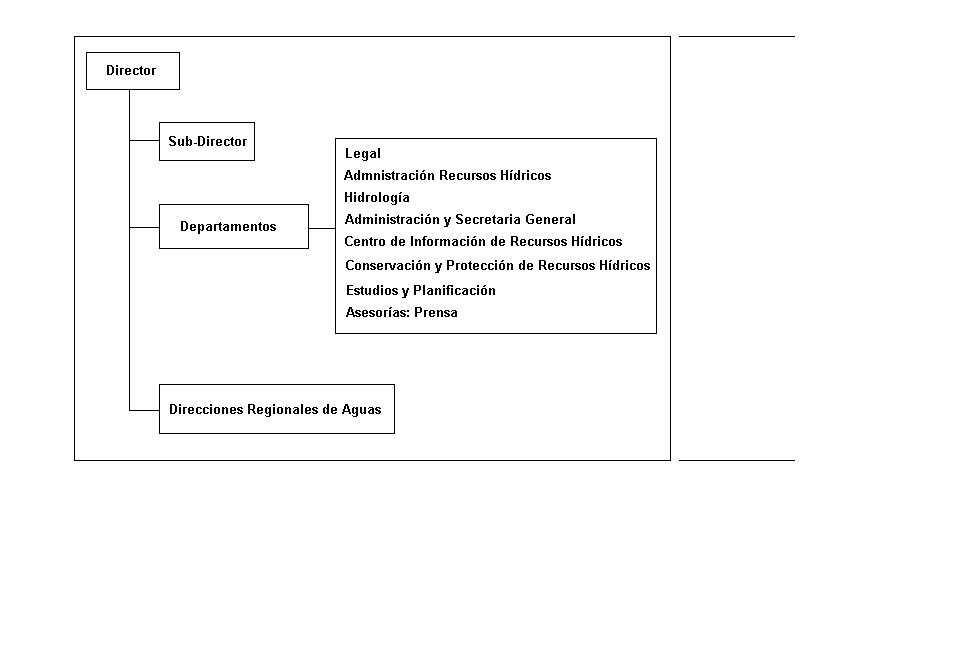 Director
Sub-Director
Departamentos
Legal
Admnistración Recursos Hídricos
Hidrología
Administración y Secretaria General
Centro de Información de Recursos Hídricos
Conservación y Protección de Recursos Hídricos
Estudios y Planificación
Asesorías: Prensa
Direcciones Regionales de Aguas